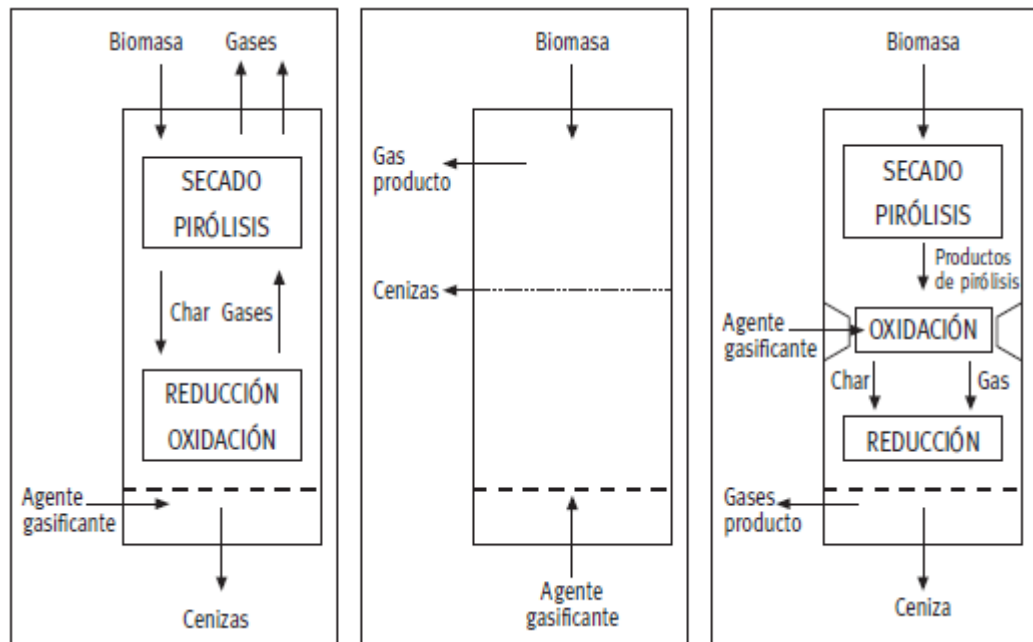 Biomasa Gases
SECADO
PIRÓLISIS
Char Gases
REDUCCIÓN
OXIDACIÓN
Agente
gasificante
Cenizas
Biomasa
Gas
producto
Cenizas
Agente
gasificante
Biomasa
SECADO
PIRÓLISIS
Productos
de pirólisis
Agente
gasificante
OXIDACIÓN
Char Gas
REDUCCIÓN
Gases
producto
Ceniza